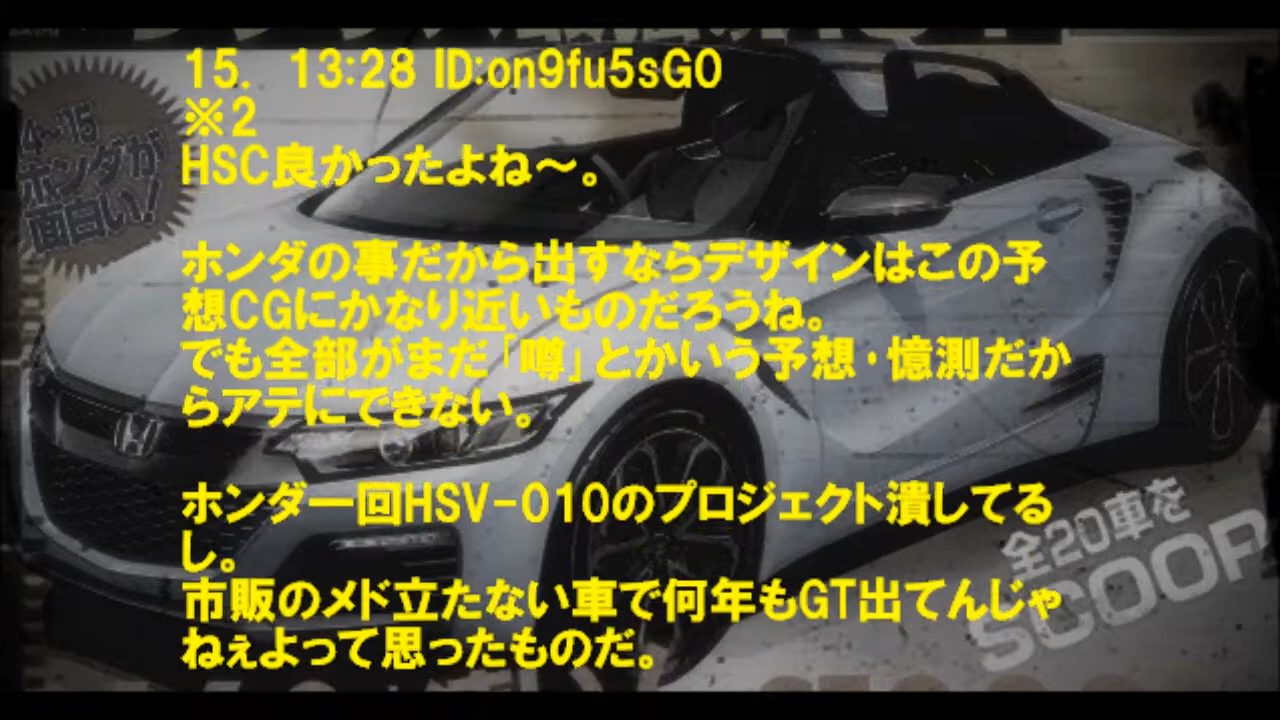 15. 13:28 ID:on9fu5sG0
※2
HSC良かったよね～。
ホンダの事だから出すならデザインはこの予
想CGにかなり近いものだろうね。
でも全部がまだ「噂」とかいう予想・憶測だか
らアテにできない。
ホンダ一回HSV-010のプロジェクト潰してる
し。
市販のメド立たない車で何年もGT出てんじゃ
ねぇよって思ったものだ。
4～'15
ホンダが
面白い!
全20車を
SCOOP